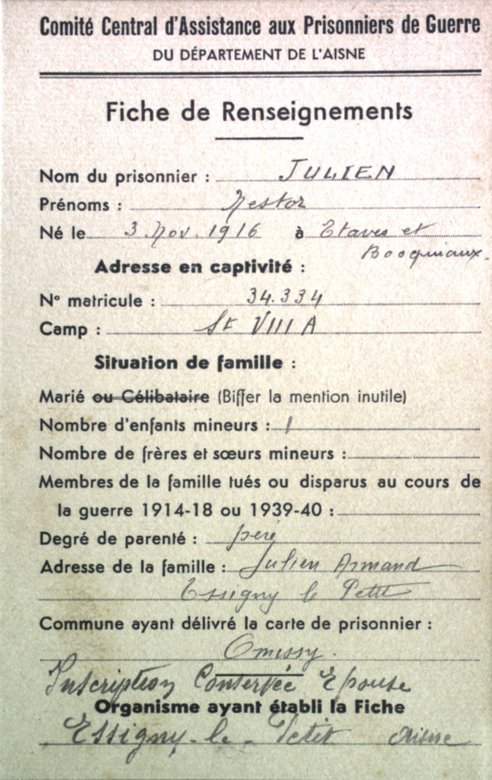 Comité Central d'Assistance aux Prisonniers de Guerre
DU DÉPARTEMENT DE L'AISNE
Fiche de Renseignements
Nom du prisonnier : JULIEN
Prénoms : Nestor
Né le 3 Nov. 1916 à Etaves et
Bocquiaux.
Adresse en captivité :
N° matricule : 34.334
Camp : St VIII A
Situation de famille :
Marié ou Célibataire (Biffer la mention inutile)
Nombre d'enfants mineurs : 1
Nombre de frères et sœurs mineurs :
Membres de la famille tués ou disparus au cours de
la guerre 1914-18 ou 1939-40 :
Degré de parenté : père
Adresse de la famille : Julien Armand
Essigny le Petit
Commune ayant délivré la carte de prisonnier :
Omissy.
Inscription Conservée Epouse
Organisme ayant établi la Fiche
Essigny-le-Petit Aisne